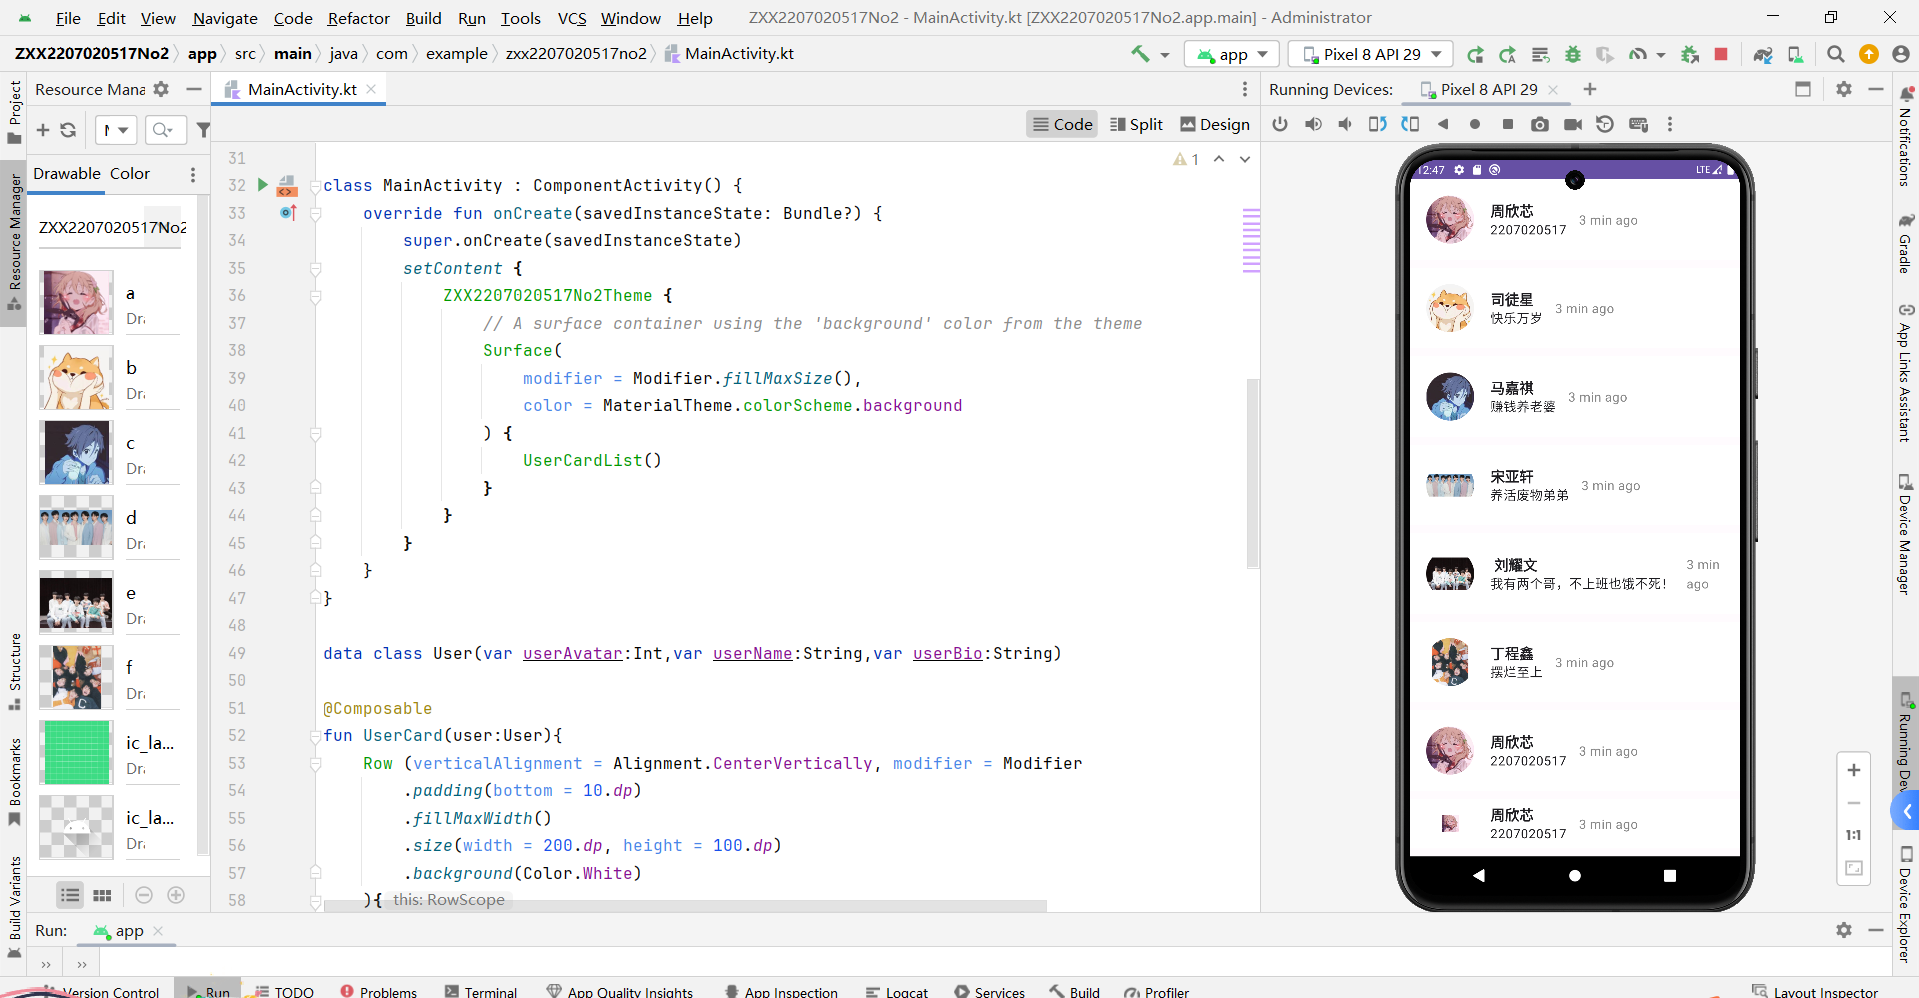 File Edit View Navigate Code Refactor Build Run Tools VCS Window Help ZXX2207020517No2 - MainActivity.kt [ZXX2207020517No2.app.main] - Administrator
ZXX2207020517No2 app src main java com example zxx2207020517no2 MainActivity.kt app Pixel 8 API 29
Project
Resource Manager
Structure
Bookmarks
Build Variants
Resource Mana
Drawable Color
ZXX2207020517No2
a
Dra
b
Dra
c
Dra
d
Dra
e
Dra
f
Dra
ic_la...
Dra
ic_la...
Dra
MainActivity.kt
Code Split Design
1
31
32 class MainActivity : ComponentActivity() {
33 override fun onCreate(savedInstanceState: Bundle?) {
34 super.onCreate(savedInstanceState)
35 setContent {
36 ZXX2207020517No2Theme {
37 // A surface container using the 'background' color from the theme
38 Surface(
39 modifier = Modifier.fillMaxSize(),
40 color = MaterialTheme.colorScheme.background
41 ) {
42 UserCardList()
43 }
44 }
45 }
46 }
47 }
48
49 data class User(var userAvatar:Int,var userName:String,var userBio:String)
50
51 @Composable
52 fun UserCard(user:User){
53 Row (verticalAlignment = Alignment.CenterVertically, modifier = Modifier
54 .padding(bottom = 10.dp)
55 .fillMaxWidth()
56 .size(width = 200.dp, height = 100.dp)
57 .background(Color.White)
58 ){ this: RowScope
Running Devices: Pixel 8 API 29
12:47 LTE
周欣芯
2207020517 3 min ago
司徒星
快乐万岁 3 min ago
马嘉祺
赚钱养老婆 3 min ago
宋亚轩
养活废物弟弟 3 min ago
刘耀文
我有两个哥，不上班也饿不死！ 3 min
ago
丁程鑫
摆烂至上 3 min ago
周欣芯
2207020517 3 min ago
周欣芯
2207020517 3 min ago
1:1
Notifications
Gradle
App Links Assistant
Device Manager
Running Dev
Device Explorer
Run: app
Version Control Run TODO Problems Terminal App Quality Insights App Inspection Logcat Services Build Profiler Layout Inspector